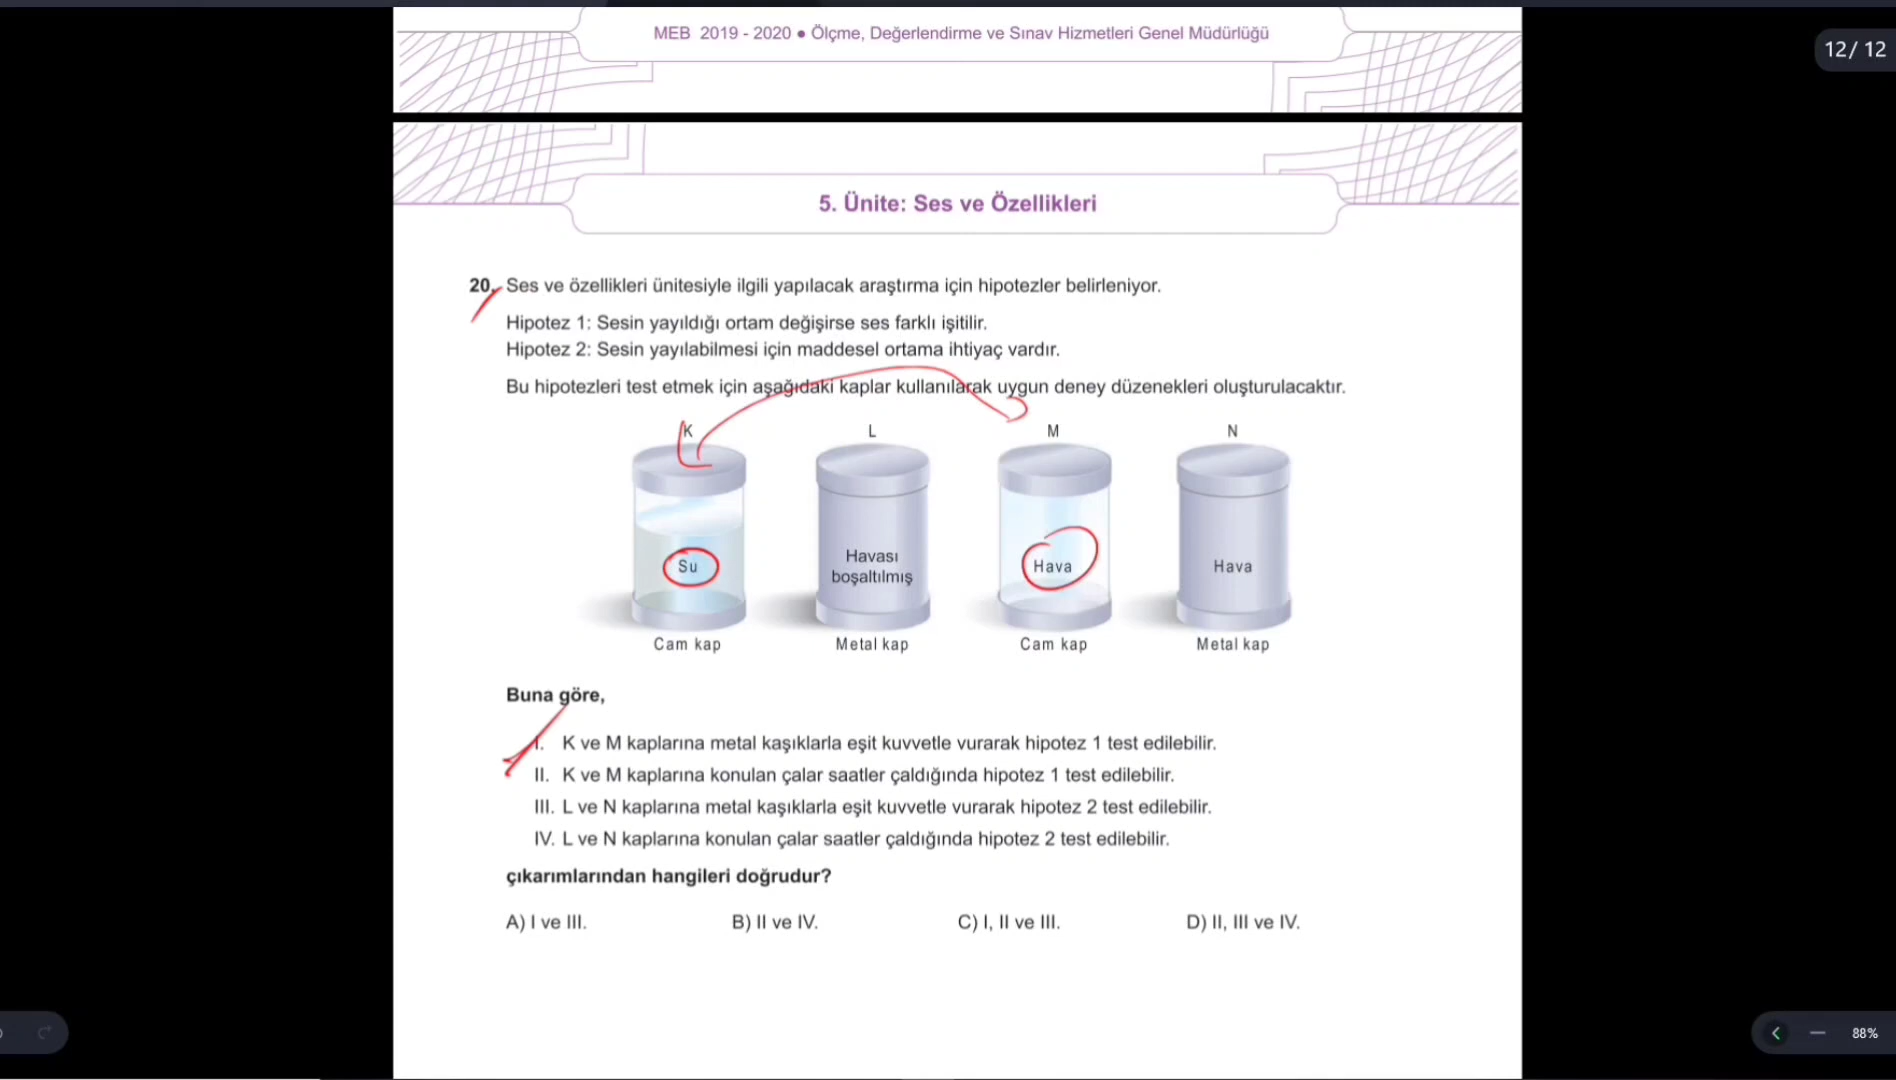 MEB 2019 - 2020 ● Ölçme, Değerlendirme ve Sınav Hizmetleri Genel Müdürlüğü
12/ 12
5. Ünite: Ses ve Özellikleri
20. Ses ve özellikleri ünitesiyle ilgili yapılacak araştırma için hipotezler belirleniyor.
Hipotez 1: Sesin yayıldığı ortam değişirse ses farklı işitilir.
Hipotez 2: Sesin yayılabilmesi için maddesel ortama ihtiyaç vardır.
Bu hipotezleri test etmek için aşağıdaki kaplar kullanılarak uygun deney düzenekleri oluşturulacaktır.
K L M N
Su
Havası
boşaltılmış
Hava
Hava
Cam kap Metal kap Cam kap Metal kap
Buna göre,
I. K ve M kaplarına metal kaşıklarla eşit kuvvetle vurarak hipotez 1 test edilebilir.
II. K ve M kaplarına konulan çalar saatler çaldığında hipotez 1 test edilebilir.
III. L ve N kaplarına metal kaşıklarla eşit kuvvetle vurarak hipotez 2 test edilebilir.
IV. L ve N kaplarına konulan çalar saatler çaldığında hipotez 2 test edilebilir.
çıkarımlarından hangileri doğrudur?
A) I ve III. B) II ve IV. C) I, II ve III. D) II, III ve IV.
88%